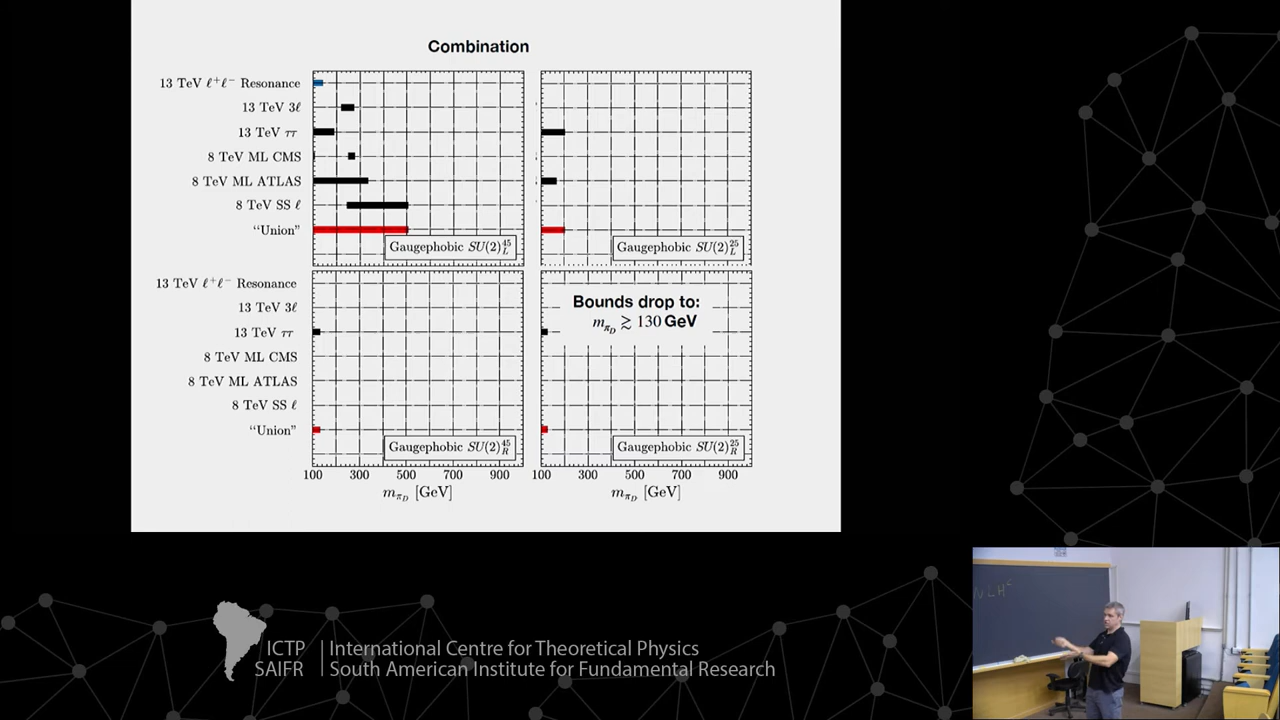 Combination
13 TeV ℓ⁺ℓ⁻ Resonance
13 TeV 3ℓ
13 TeV ττ
8 TeV ML CMS
8 TeV ML ATLAS
8 TeV SS ℓ
“Union”
Gaugephobic SU(2)_L^45
Gaugephobic SU(2)_L^25
13 TeV ℓ⁺ℓ⁻ Resonance
13 TeV 3ℓ
13 TeV ττ
8 TeV ML CMS
8 TeV ML ATLAS
8 TeV SS ℓ
“Union”
Bounds drop to:
m_{π_D} ≳ 130 GeV
Gaugephobic SU(2)_R^45
Gaugephobic SU(2)_R^25
100 300 500 700 900 100 300 500 700 900
m_{π_D} [GeV] m_{π_D} [GeV]
NLH^c
ICTP International Centre for Theoretical Physics
SAIFR South American Institute for Fundamental Research